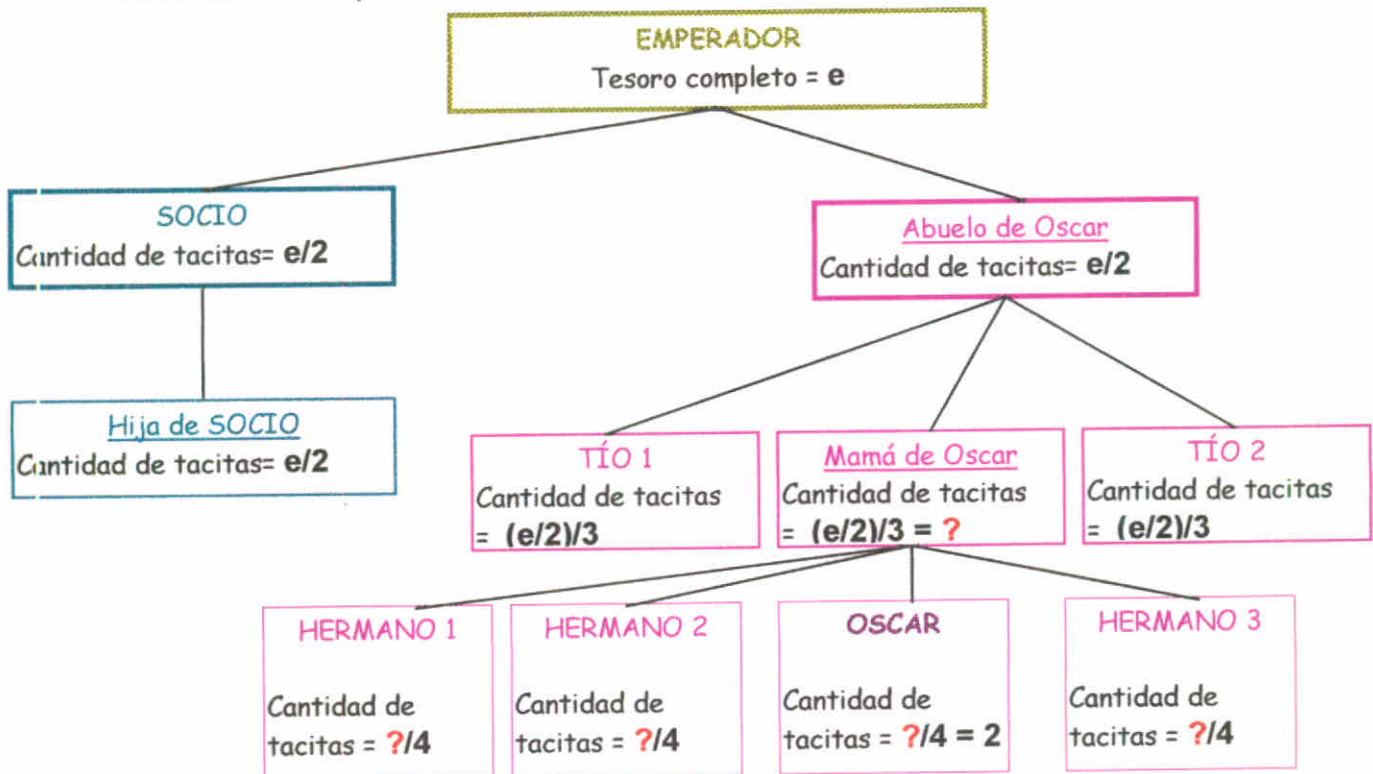 EMPERADOR
Tesoro completo = e
SOCIO
Cantidad de tacitas= e/2
Abuelo de Oscar
Cantidad de tacitas= e/2
Hija de SOCIO
Cantidad de tacitas= e/2
TÍO 1
Cantidad de tacitas
= (e/2)/3
Mamá de Oscar
Cantidad de tacitas
= (e/2)/3 = ?
TÍO 2
Cantidad de tacitas
= (e/2)/3
HERMANO 1
Cantidad de
tacitas = ?/4
HERMANO 2
Cantidad de
tacitas = ?/4
OSCAR
Cantidad de
tacitas = ?/4 = 2
HERMANO 3
Cantidad de
tacitas = ?/4